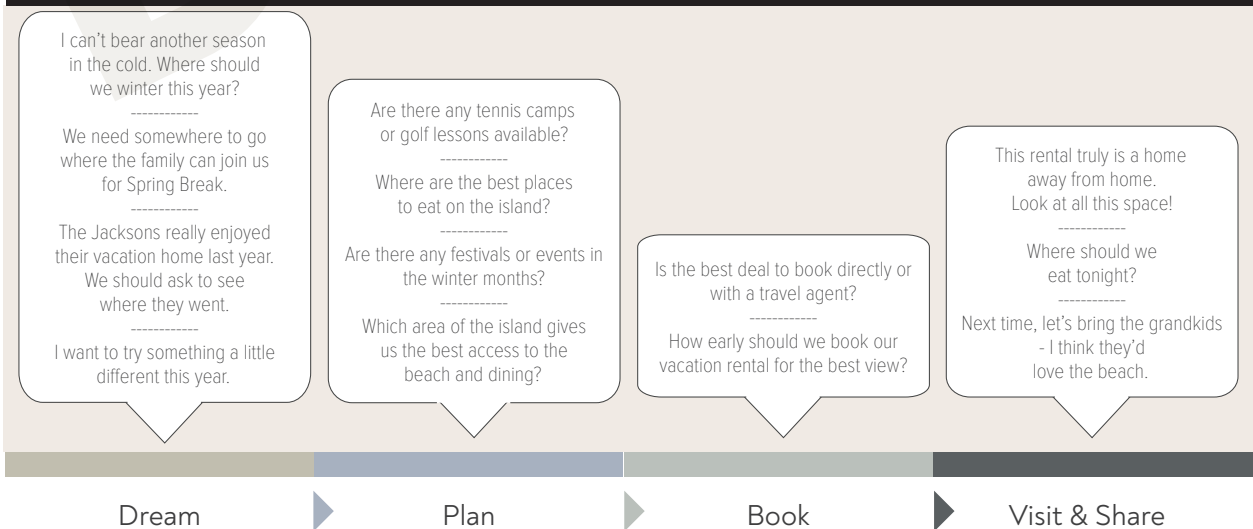 I can't bear another season
in the cold. Where should
we winter this year?
------------
We need somewhere to go
where the family can join us
for Spring Break.
------------
The Jacksons really enjoyed
their vacation home last year.
We should ask to see
where they went.
------------
I want to try something a little
different this year.
Are there any tennis camps
or golf lessons available?
------------
Where are the best places
to eat on the island?
------------
Are there any festivals or events in
the winter months?
------------
Which area of the island gives
us the best access to the
beach and dining?
Is the best deal to book directly or
with a travel agent?
------------
How early should we book our
vacation rental for the best view?
This rental truly is a home
away from home.
Look at all this space!
------------
Where should we
eat tonight?
------------
Next time, let's bring the grandkids
- I think they'd
love the beach.
Dream
Plan
Book
Visit & Share